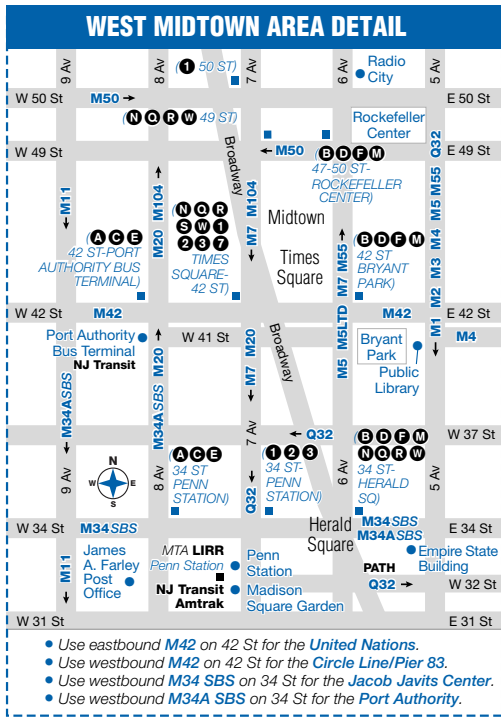 WEST MIDTOWN AREA DETAIL
9 Av
8 Av
(1 50 ST)
7 Av
6 Av
Radio
City
5 Av
W 50 St
M50 →
E 50 St
(N Q R W 49 ST)
Rockefeller
Center
W 49 St
Broadway
← M50
E 49 St
(B D F M
47-50 ST-
ROCKEFELLER
CENTER)
M11
M20 M104
M7 M104
M5 M5LTD M7 M55
M1 M2 M3 M4 M5 M55 Q32
(N Q R
S W 1
2 3 7
TIMES
SQUARE-
42 ST)
Midtown
Times
Square
(A C E
42 ST-PORT
AUTHORITY BUS
TERMINAL)
(B D F M
42 ST
BRYANT
PARK)
W 42 St
M42
M42
E 42 St
Port Authority
Bus Terminal
NJ Transit
W 41 St
Broadway
Bryant
Park
M4
Public
Library
M34ASBS
M34ASBS M20
M7 M20
← Q32
W 37 St
N
W E
S
9 Av
8 Av
(A C E
34 ST
PENN
STATION)
7 Av
Q32
(1 2 3
34 ST-
PENN
STATION)
6 Av
(B D F M
N Q R W
34 ST-
HERALD
SQ)
5 Av
W 34 St
M34SBS
Herald
Square
M34SBS
M34ASBS
E 34 St
M11
James
A. Farley
Post
Office
MTA LIRR
Penn Station
NJ Transit
Amtrak
Penn
Station
Madison
Square Garden
Empire State
Building
PATH
Q32 →
W 32 St
W 31 St
E 31 St
• Use eastbound M42 on 42 St for the United Nations.
• Use westbound M42 on 42 St for the Circle Line/Pier 83.
• Use westbound M34 SBS on 34 St for the Jacob Javits Center.
• Use westbound M34A SBS on 34 St for the Port Authority.